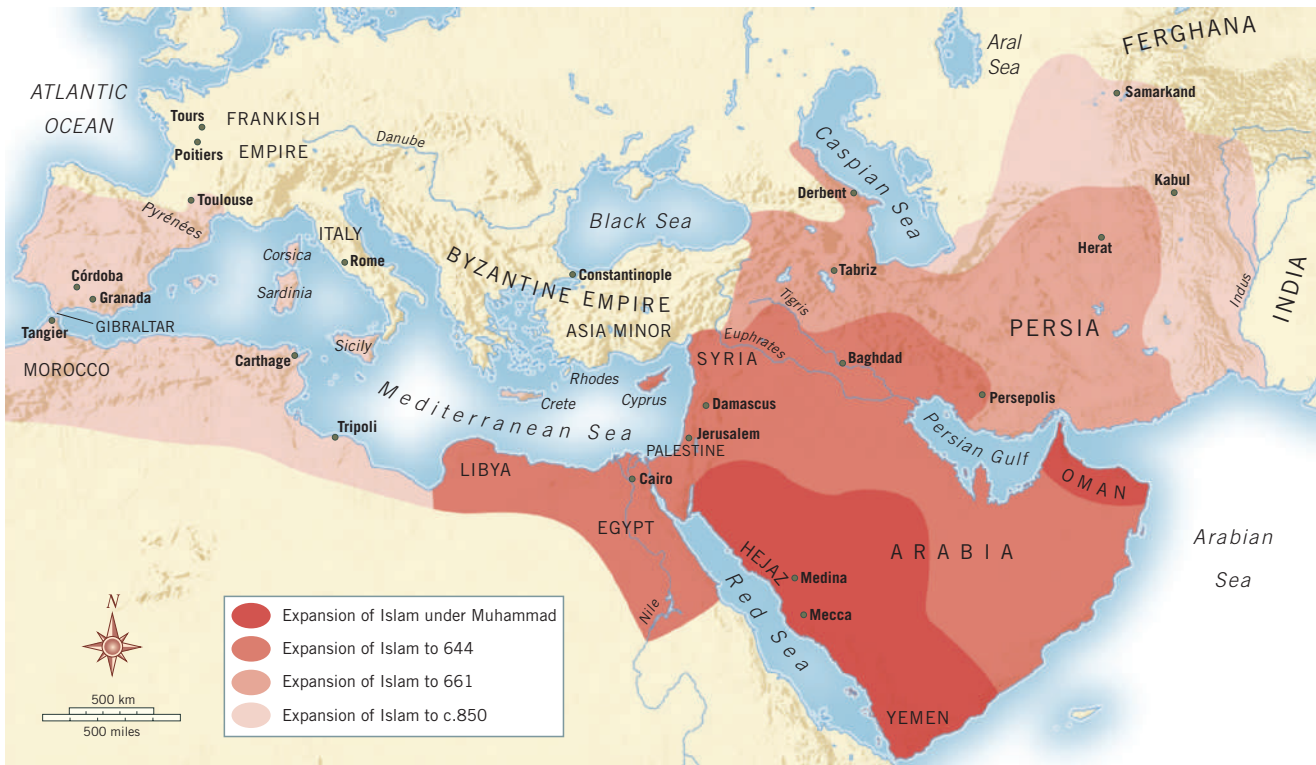 ATLANTIC
OCEAN
Tours
Poitiers
FRANKISH
EMPIRE
Danube
Toulouse
Pyrénées
Corsica
Sardinia
ITALY
Rome
Córdoba
Granada
GIBRALTAR
Tangier
MOROCCO
Carthage
Sicily
Tripoli
Mediterranean Sea
Black Sea
BYZANTINE EMPIRE
Constantinople
ASIA MINOR
Rhodes
Crete
Cyprus
Aral
Sea
FERGHANA
Samarkand
Caspian Sea
Derbent
Kabul
Herat
Tabriz
Tigris
Euphrates
SYRIA
Baghdad
PERSIA
Indus
INDIA
Damascus
Persepolis
Jerusalem
PALESTINE
Persian Gulf
LIBYA
Cairo
EGYPT
OMAN
ARABIA
HEJAZ
Medina
Mecca
Red Sea
Nile
YEMEN
Arabian
Sea
N
500 km
500 miles
Expansion of Islam under Muhammad
Expansion of Islam to 644
Expansion of Islam to 661
Expansion of Islam to c.850